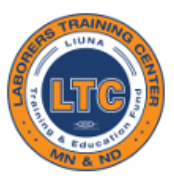 LABORERS TRAINING CENTER
LIUNA
LTC
Training & Education Fund
MN & ND